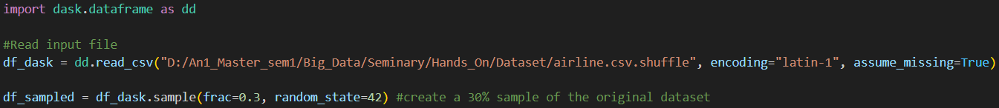 import dask.dataframe as dd
#Read input file
df_dask = dd.read_csv("D:/An1_Master_sem1/Big_Data/Seminary/Hands_On/Dataset/airline.csv.shuffle", encoding="latin-1", assume_missing=True)
df_sampled = df_dask.sample(frac=0.3, random_state=42) #create a 30% sample of the original dataset